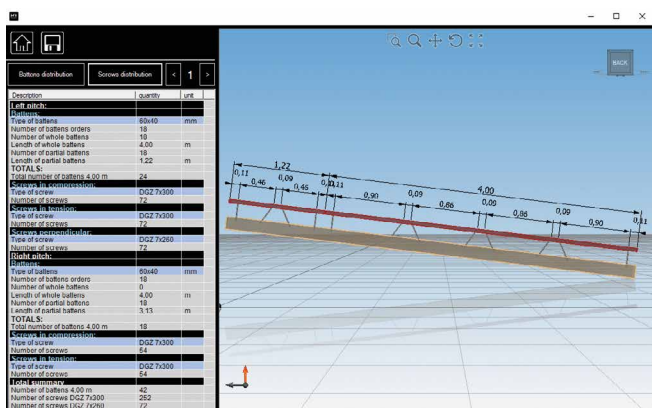 Battens distribution
Screws distribution
<
1
>
Description quantity unit
Left pitch:
Battens:
Type of battens 60x40 mm
Number of battens orders 18
Number of whole battens 18
Length of whole battens 4,00 m
Number of partial battens 18
Length of partial battens 1,22 m
TOTALS:
Total number of battens 4.00 m 24
Screws in compression:
Type of screw DGZ 7x300
Number of screws 72
Screws in tension:
Type of screw DGZ 7x300
Number of screws 72
Screws perpendicular:
Type of screw DGZ 7x260
Number of screws 72
Right pitch:
Battens:
Type of battens 60x40 mm
Number of battens orders 18
Number of whole battens 0
Length of whole battens 4,00 m
Number of partial battens 18
Length of partial battens 3,13 m
TOTALS:
Total number of battens 4.00 m 18
Screws in compression:
Type of screw DGZ 7x300
Number of screws 54
Screws in tension:
Type of screw DGZ 7x300
Number of screws 54
Total summary
Number of battens 4,00 m 42
Number of screws DGZ 7x300 252
Number of screws DGZ 7x260 72
BACK
1,22
4,00
0,11
0,46
0,09
0,46
0,11
0,90
0,09
0,86
0,09
0,86
0,09
0,90
0,11